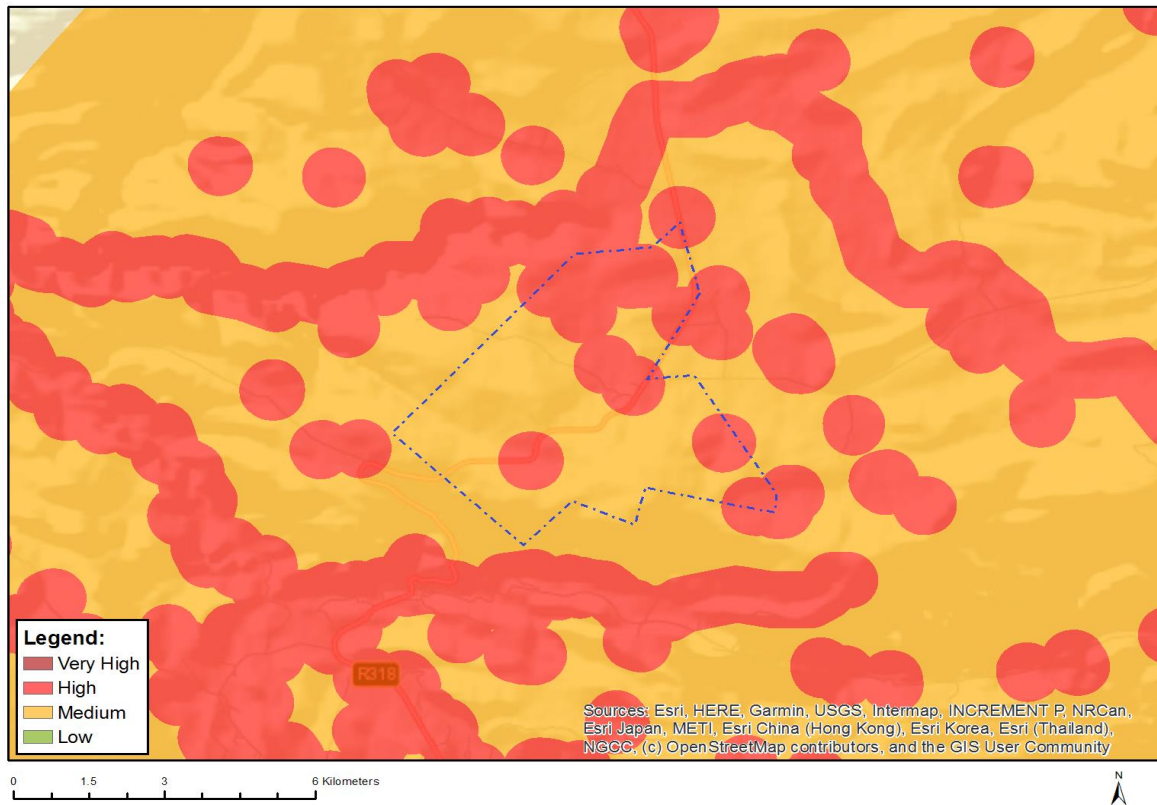 R318
Legend:
Very High
High
Medium
Low
Sources: Esri, HERE, Garmin, USGS, Intermap, INCREMENT P, NRCan,
Esri Japan, METI, Esri China (Hong Kong), Esri Korea, Esri (Thailand),
NGCC, (c) OpenStreetMap contributors, and the GIS User Community
0 1.5 3 6 Kilometers
N